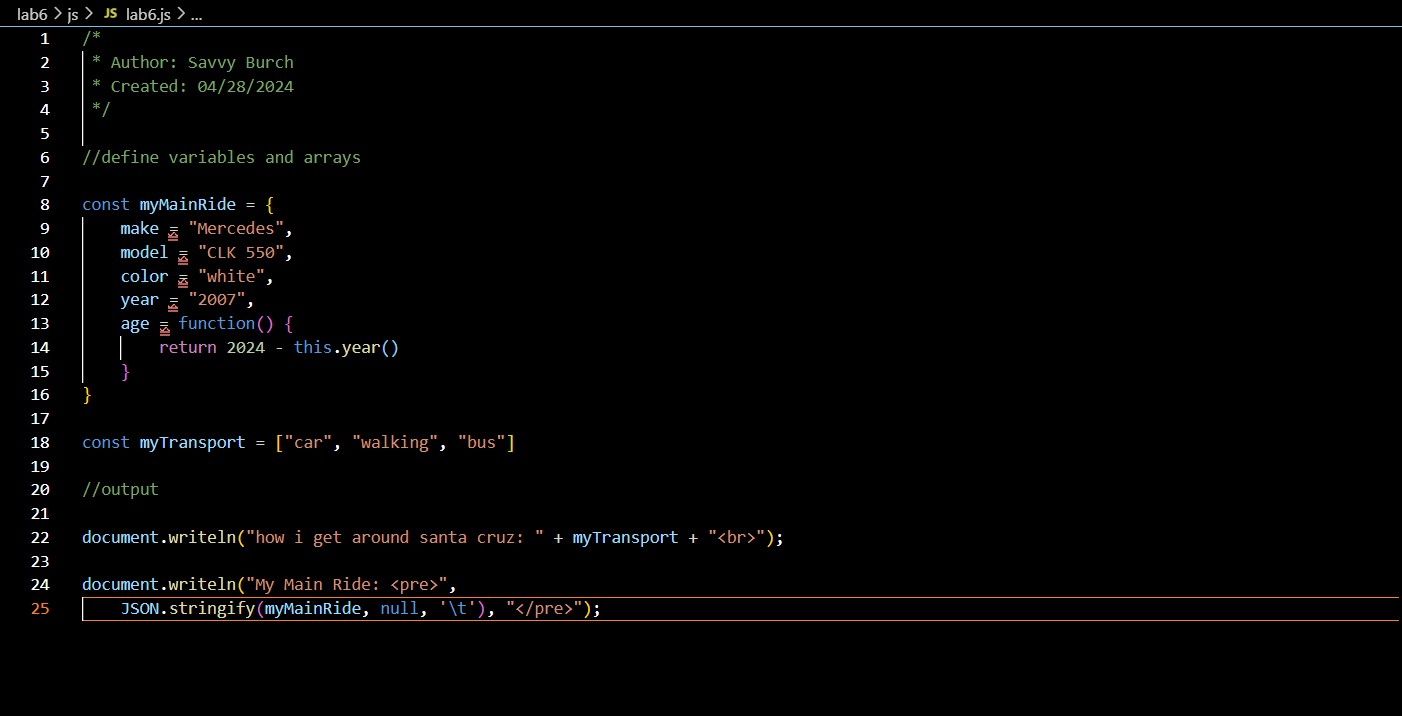 lab6 > js > JS lab6.js > ...
1 /*
2 * Author: Savvy Burch
3 * Created: 04/28/2024
4 */
5
6 //define variables and arrays
7
8 const myMainRide = {
9 make = "Mercedes",
10 model = "CLK 550",
11 color = "white",
12 year = "2007",
13 age = function() {
14 return 2024 - this.year()
15 }
16 }
17
18 const myTransport = ["car", "walking", "bus"]
19
20 //output
21
22 document.writeln("how i get around santa cruz: " + myTransport + "<br>");
23
24 document.writeln("My Main Ride: <pre>",
25 JSON.stringify(myMainRide, null, '\t'), "</pre>");